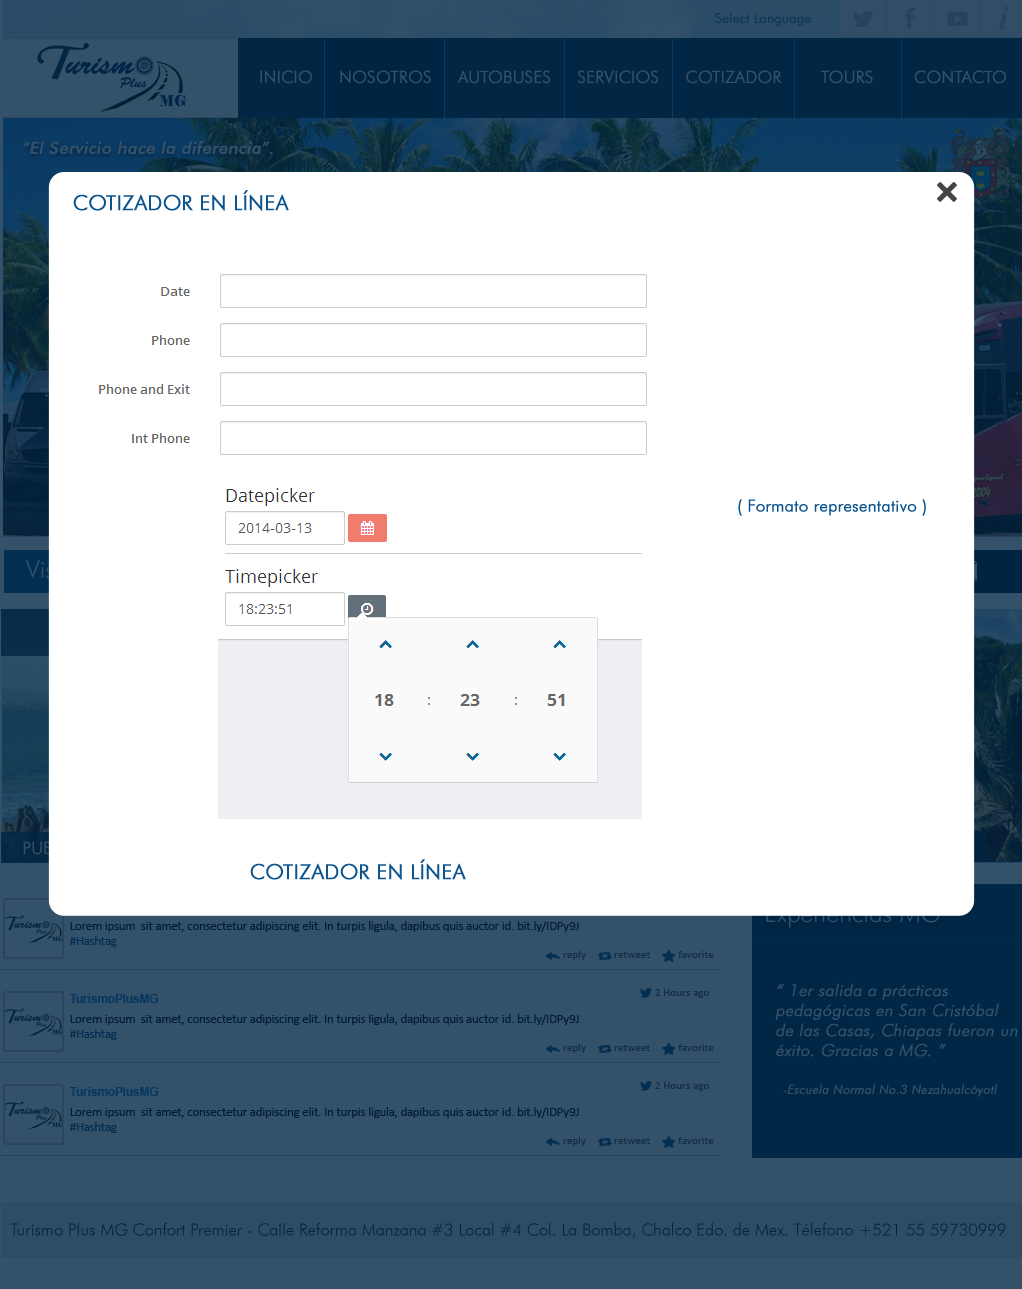 Select Language
Turismo Plus MG
INICIO NOSOTROS AUTOBUSES SERVICIOS COTIZADOR TOURS CONTACTO
“El Servicio hace la diferencia”.
COTIZADOR EN LÍNEA
Date
Phone
Phone and Exit
Int Phone
Datepicker
2014-03-13
( Formato representativo )
Timepicker
18:23:51
18 : 23 : 51
COTIZADOR EN LÍNEA
Experiencias MG
Lorem ipsum sit amet, consectetur adipiscing elit. In turpis ligula, dapibus quis auctor id. bit.ly/IDPy9J
#Hashtag
reply retweet favorite
TurismoPlusMG 2 Hours ago
Lorem ipsum sit amet, consectetur adipiscing elit. In turpis ligula, dapibus quis auctor id. bit.ly/IDPy9J
#Hashtag
reply retweet favorite
TurismoPlusMG 2 Hours ago
Lorem ipsum sit amet, consectetur adipiscing elit. In turpis ligula, dapibus quis auctor id. bit.ly/IDPy9J
#Hashtag
reply retweet favorite
“ 1er salida a prácticas
pedagógicas en San Cristóbal
de las Casas, Chiapas fueron un
éxito. Gracias a MG. ”
-Escuela Normal No.3 Nezahualcóyotl
Turismo Plus MG Confort Premier - Calle Reforma Manzana #3 Local #4 Col. La Bomba, Chalco Edo. de Mex. Télefono +521 55 59730999